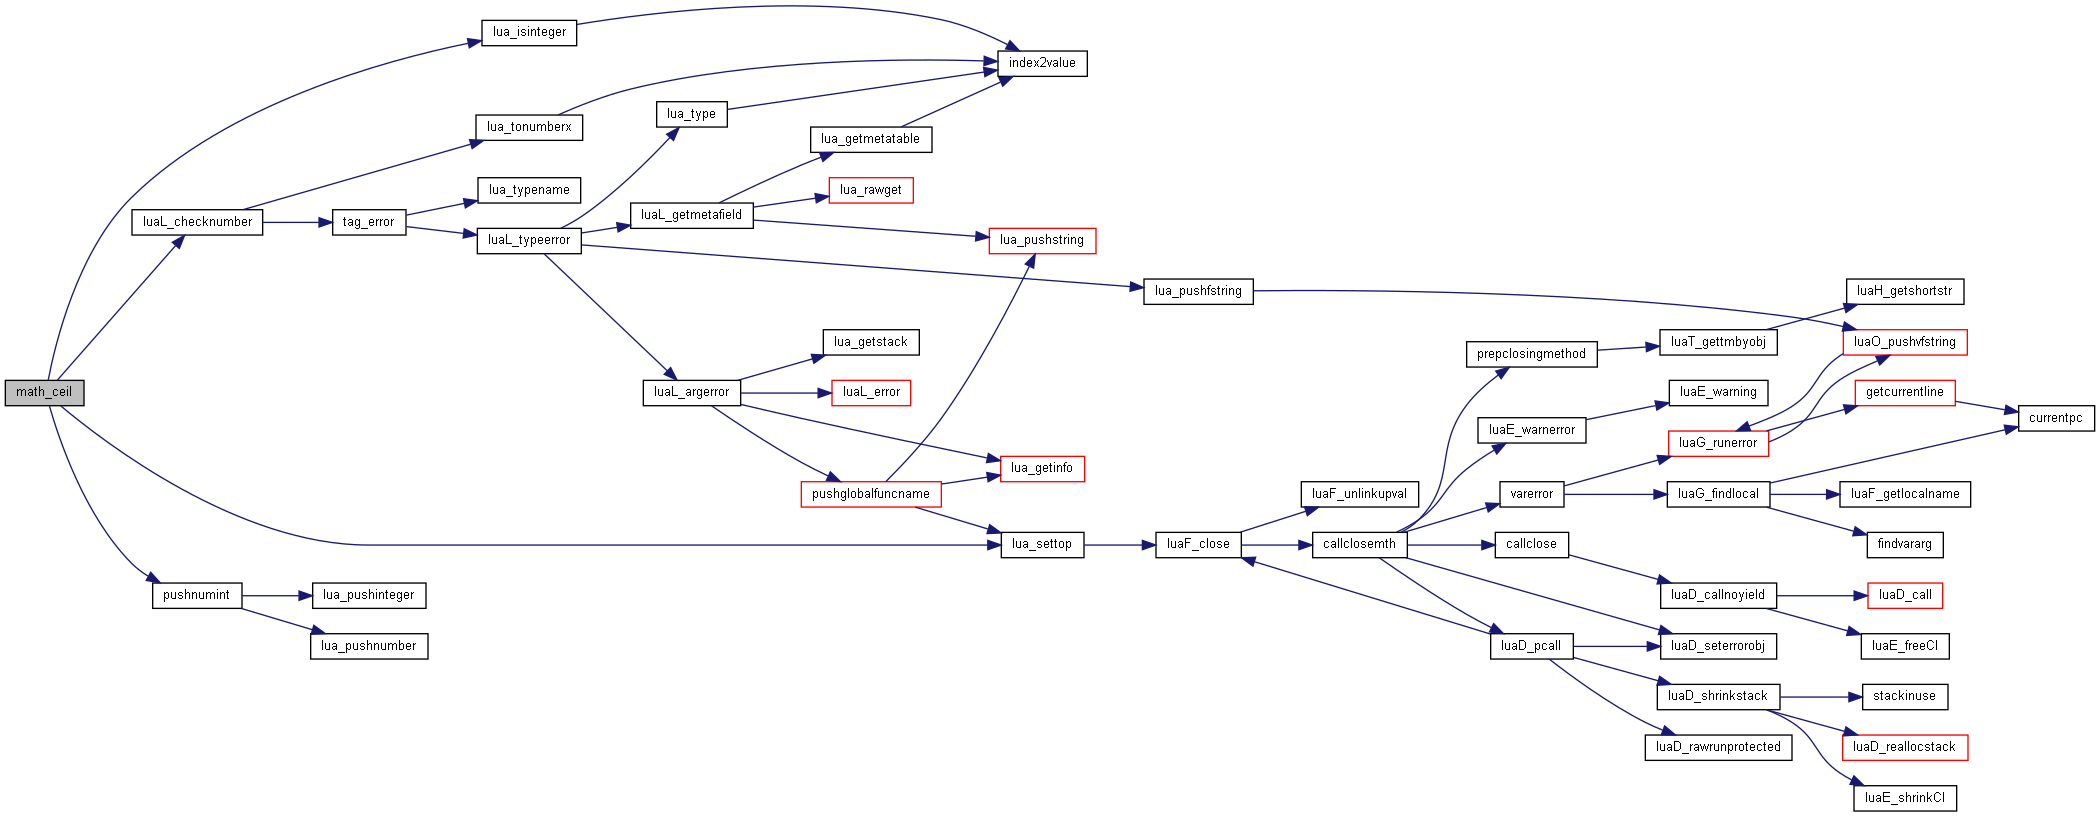 lua_isinteger
index2value
lua_type
lua_tonumberx
lua_getmetatable
lua_typename
lua_rawget
luaL_checknumber
tag_error
luaL_getmetafield
luaL_typeerror
lua_pushstring
lua_pushfstring
luaH_getshortstr
lua_getstack
prepclosingmethod
luaT_gettmbyobj
luaO_pushvfstring
math_ceil
luaL_argerror
luaL_error
luaE_warning
getcurrentline
currentpc
luaE_warnerror
luaG_runerror
lua_getinfo
pushglobalfuncname
luaF_unlinkupval
varerror
luaG_findlocal
luaF_getlocalname
lua_settop
luaF_close
callclosemth
callclose
findvararg
pushnumint
lua_pushinteger
luaD_callnoyield
luaD_call
lua_pushnumber
luaD_pcall
luaD_seterrorobj
luaE_freeCI
luaD_shrinkstack
stackinuse
luaD_rawrunprotected
luaD_reallocstack
luaE_shrinkCI